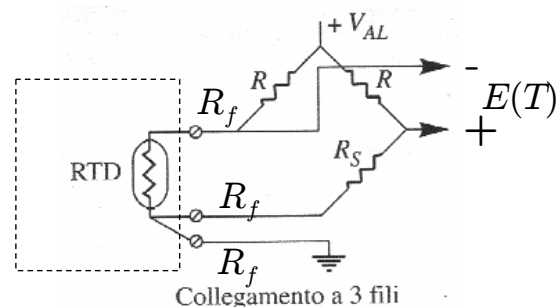 + V_AL
-
R_f
R
R
E(T)
+
RTD
R_S
R_f
R_f
Collegamento a 3 fili